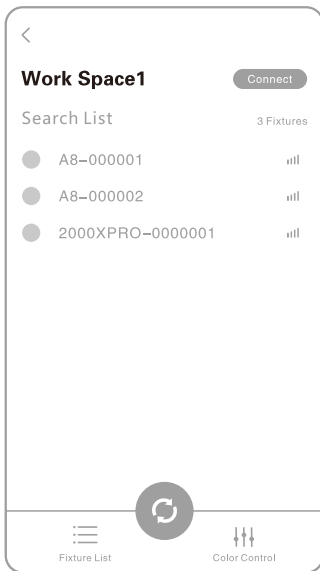 Work Space1
Connect
Search List
3 Fixtures
A8-000001
A8-000002
2000XPRO-0000001
Fixture List
Color Control